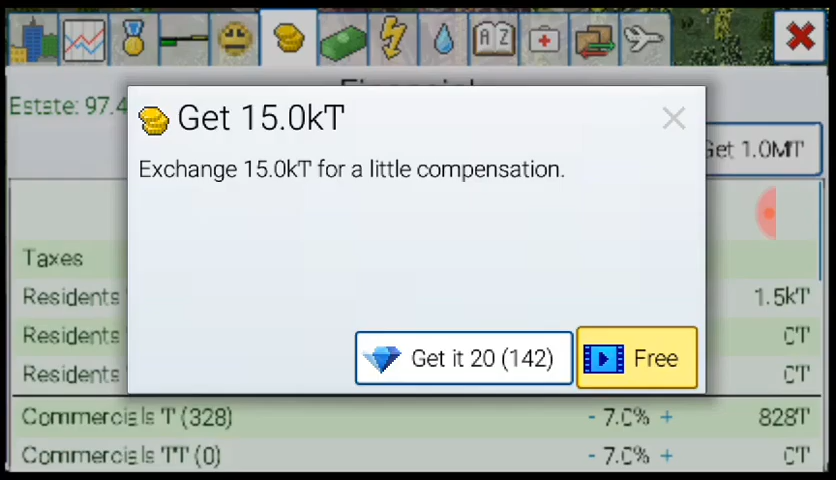 A Z
Estate: 97.4
Get 1.0MT
Get 15.0kT
Exchange 15.0kT for a little compensation.
Get it 20 (142)
Free
Taxes
Residents
1.5kT
Residents
CT
Residents
CT
Commercials T (328)
- 7.0% +
828T
Commercials TT (0)
- 7.0% +
CT